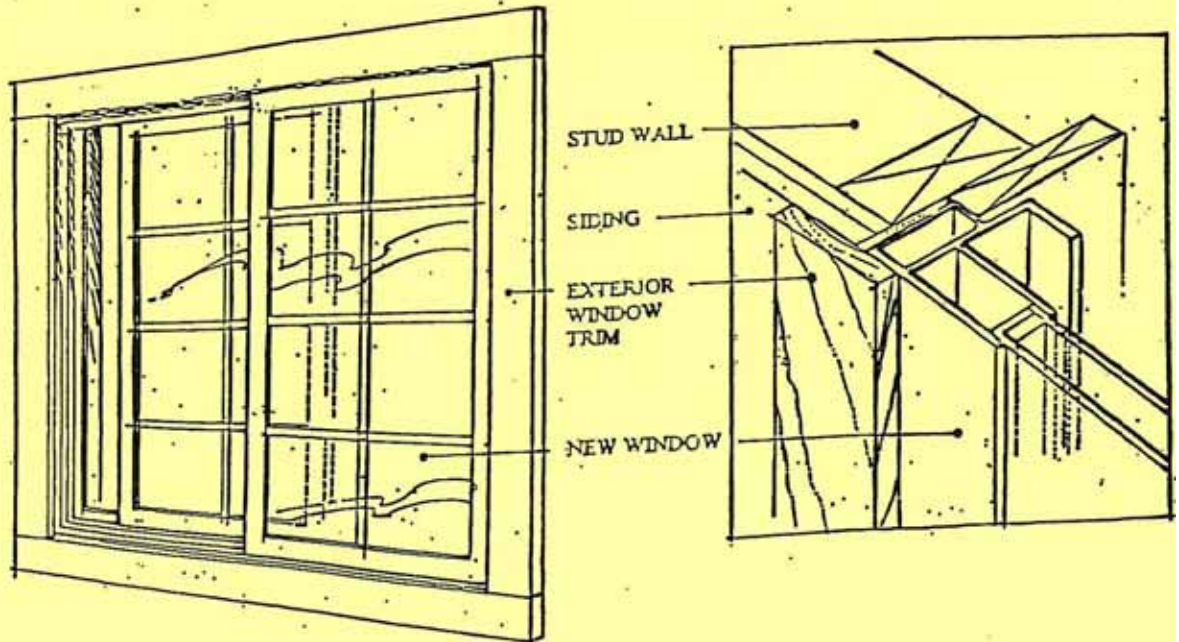 STUD WALL
SIDING
EXTERIOR
WINDOW
TRIM
NEW WINDOW